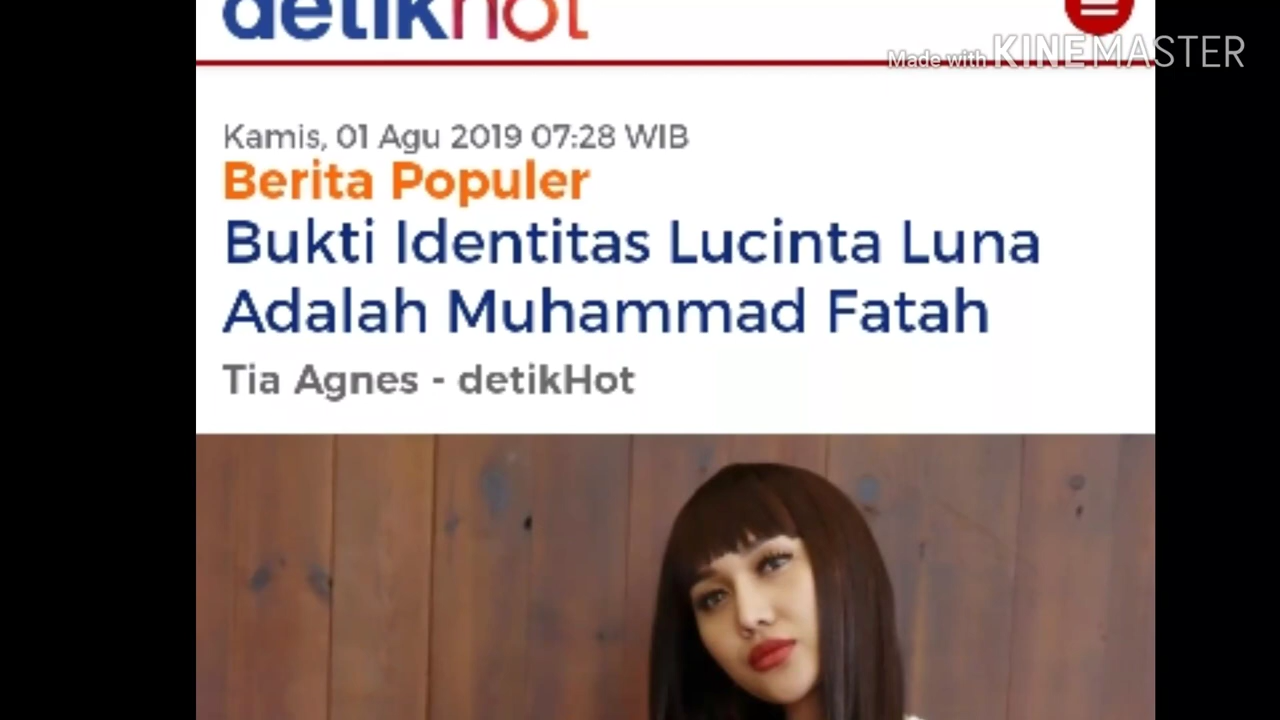 detikhot
Made with KINEMASTER
Kamis, 01 Agu 2019 07:28 WIB
Berita Populer
Bukti Identitas Lucinta Luna
Adalah Muhammad Fatah
Tia Agnes - detikHot